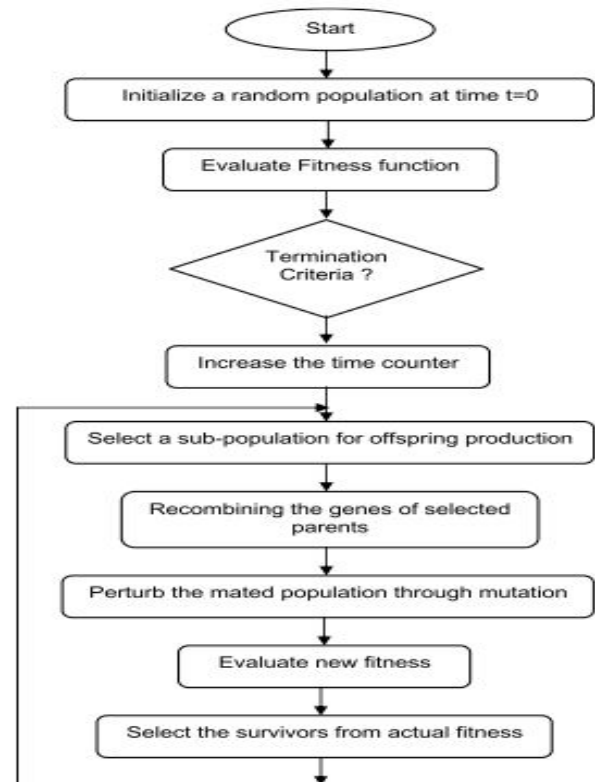 Start
Initialize a random population at time t=0
Evaluate Fitness function
Termination
Criteria ?
Increase the time counter
Select a sub-population for offspring production
Recombining the genes of selected
parents
Perturb the mated population through mutation
Evaluate new fitness
Select the survivors from actual fitness